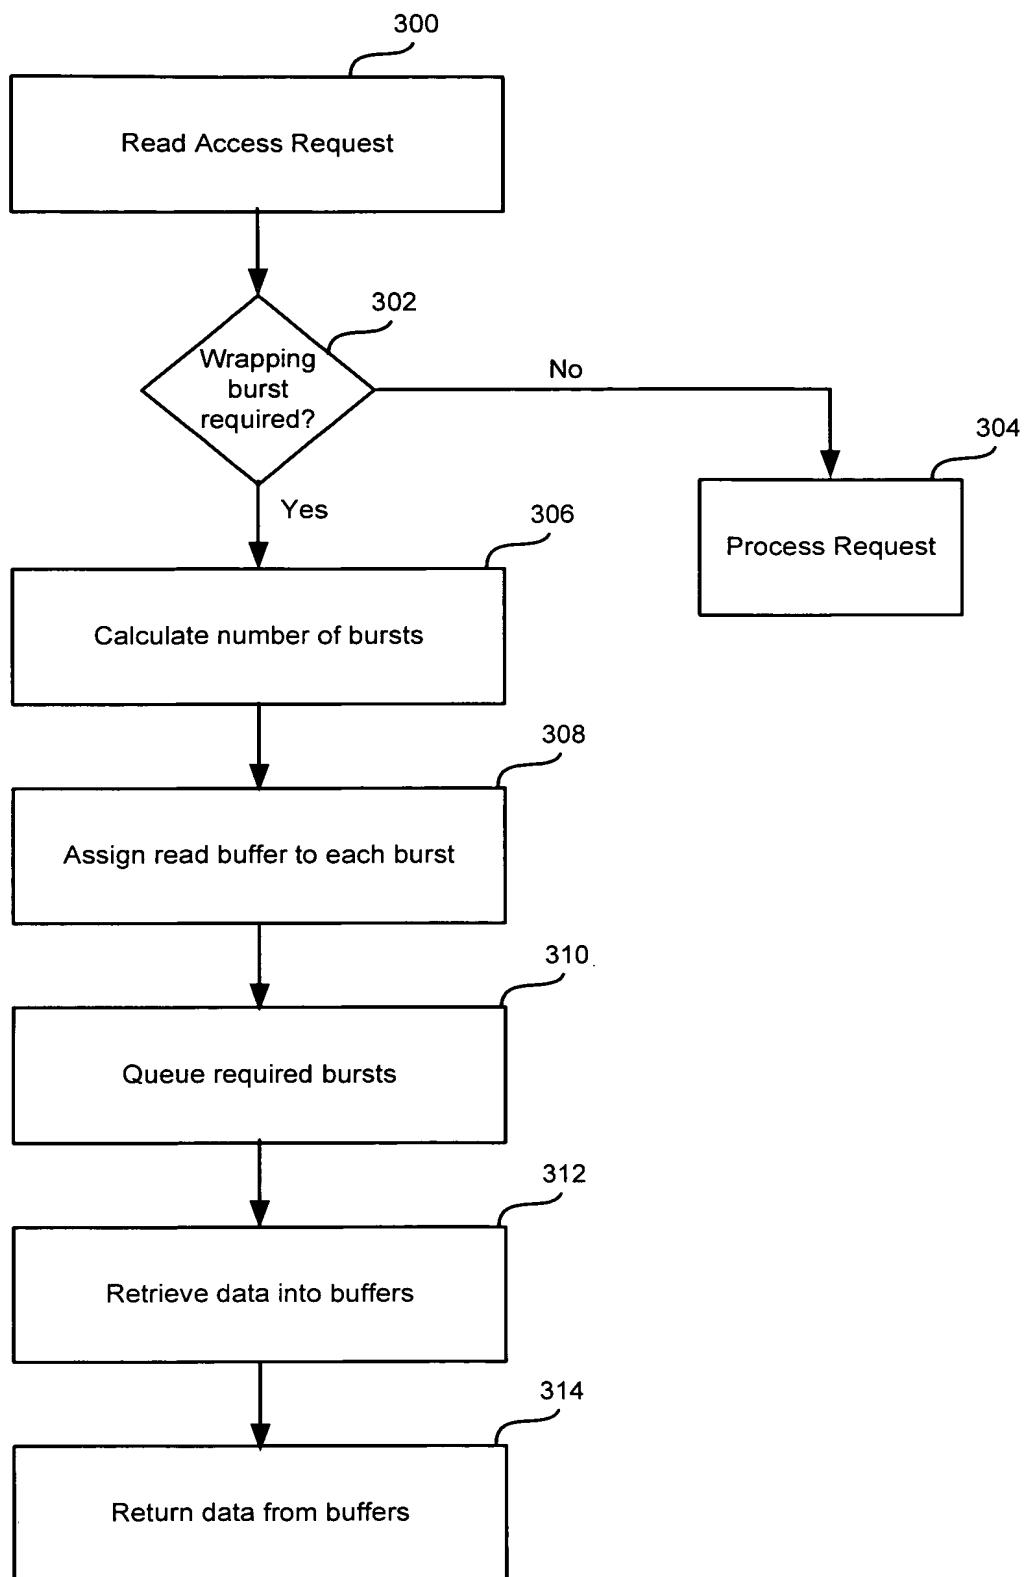 300
Read Access Request
302
Wrapping
burst
required?
No
304
Process Request
Yes
306
Calculate number of bursts
308
Assign read buffer to each burst
310
Queue required bursts
312
Retrieve data into buffers
314
Return data from buffers